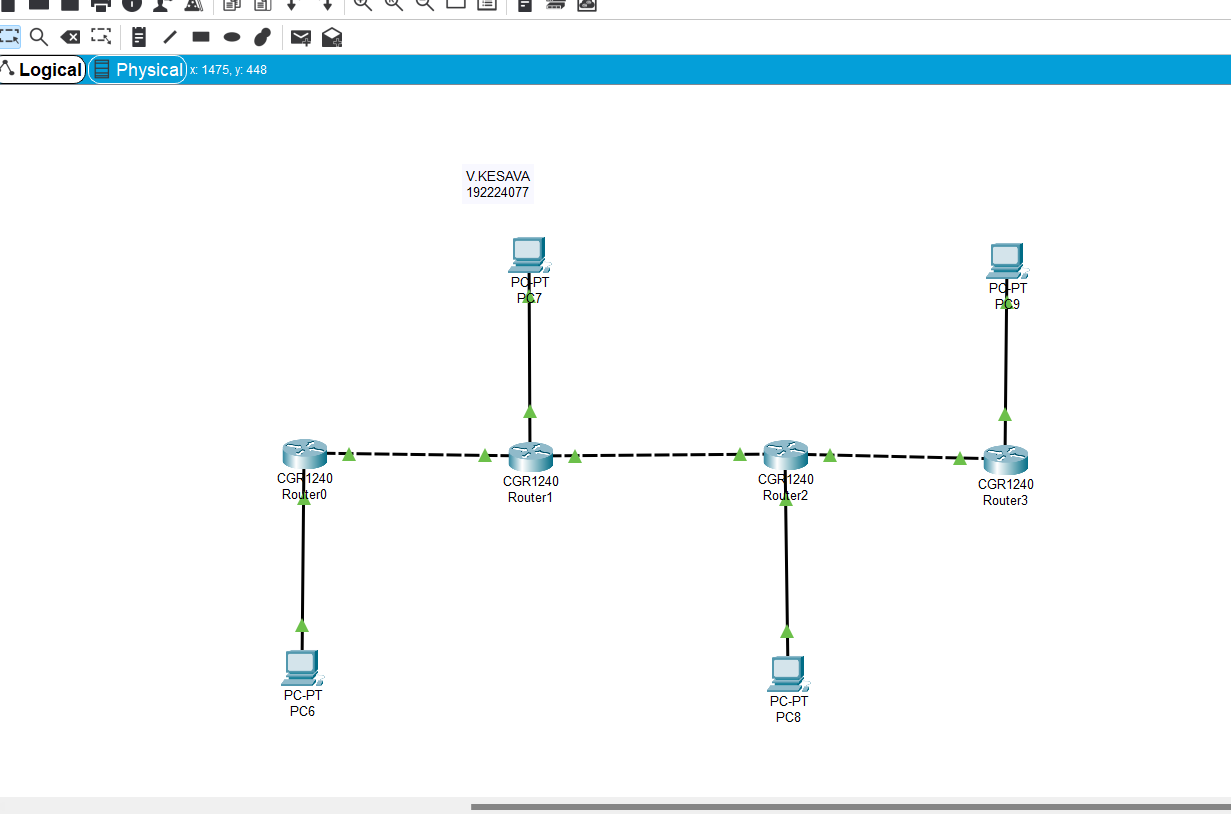 Logical
Physical
x: 1475, y: 448
V.KESAVA
192224077
PC-PT
PC7
PC-PT
PC9
CGR1240
Router0
CGR1240
Router1
CGR1240
Router2
CGR1240
Router3
PC-PT
PC6
PC-PT
PC8